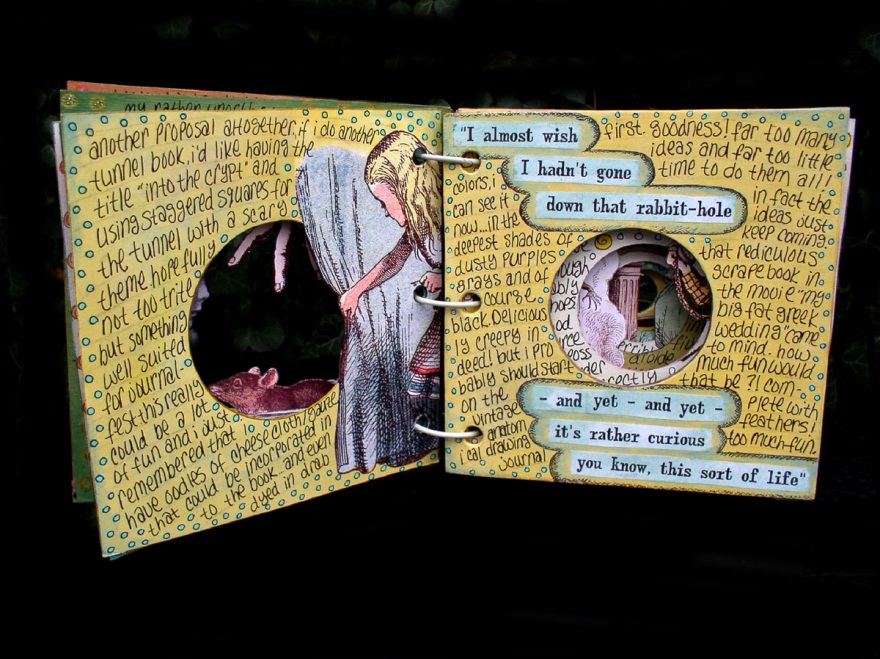 another proposal altogether, if i do another
tunnel book, i'd like having the
title "into the crypt" and
using staggered squares for
the tunnel with a scary
theme hopefully
not too trite
but something
well suited
for journal-
fest this really
could be a lot
of fun and i just
remembered that i
have oodles of cheese cloth/gauze
that could be incorporated in
to the book and even
dyed in drab
"I almost wish
I hadn't gone
down that rabbit-hole
colors, i
can see it
now... in the
deepest shades of
dusty purples
grays and of
course
black. Delicious
ly creepy in
deed! but i pro
bably should start
on the
vintage
anatom
ical drawing
journal
first. goodness! far too many
ideas and far too little
time to do them all!
in fact the
ideas just
keep coming
that rediculous
scrapebook in
the movie "my
big fat greek
wedding" came
to mind. how
much fun would
that be?! com-
plete with
feathers!
too much fun.
- and yet - and yet -
it's rather curious
you know, this sort of life"